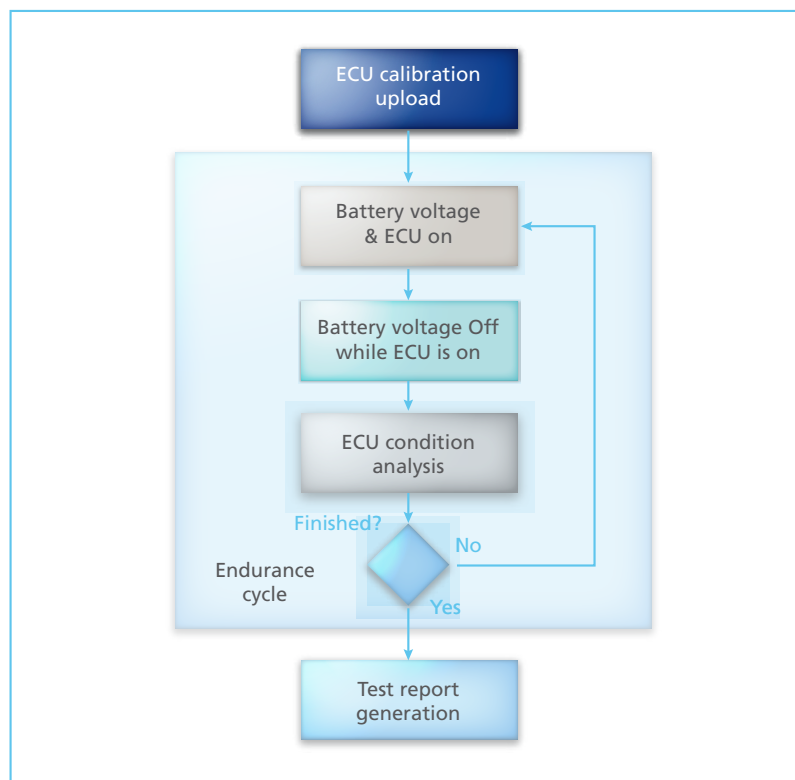 ECU calibration
upload
Battery voltage
& ECU on
Battery voltage Off
while ECU is on
ECU condition
analysis
Finished?
No
Endurance
cycle
Yes
Test report
generation